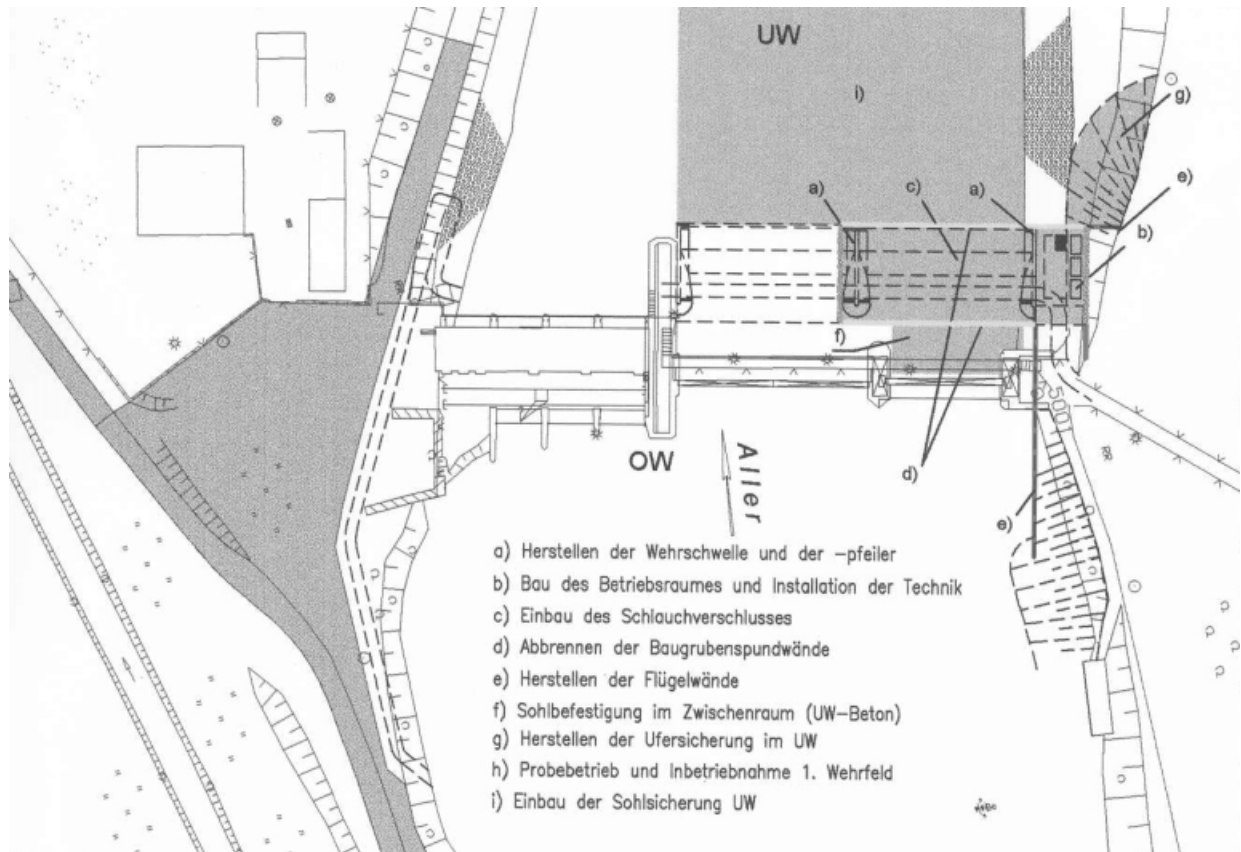 UW
i)
g)
e)
a)
c)
a)
b)
f)
OW
Aller
d)
e)
a) Herstellen der Wehrschwelle und der -pfeiler
b) Bau des Betriebsraumes und Installation der Technik
c) Einbau des Schlauchverschlusses
d) Abbrennen der Baugrubenspundwände
e) Herstellen der Flügelwände
f) Sohlbefestigung im Zwischenraum (UW-Beton)
g) Herstellen der Ufersicherung im UW
h) Probebetrieb und Inbetriebnahme 1. Wehrfeld
i) Einbau der Sohlsicherung UW